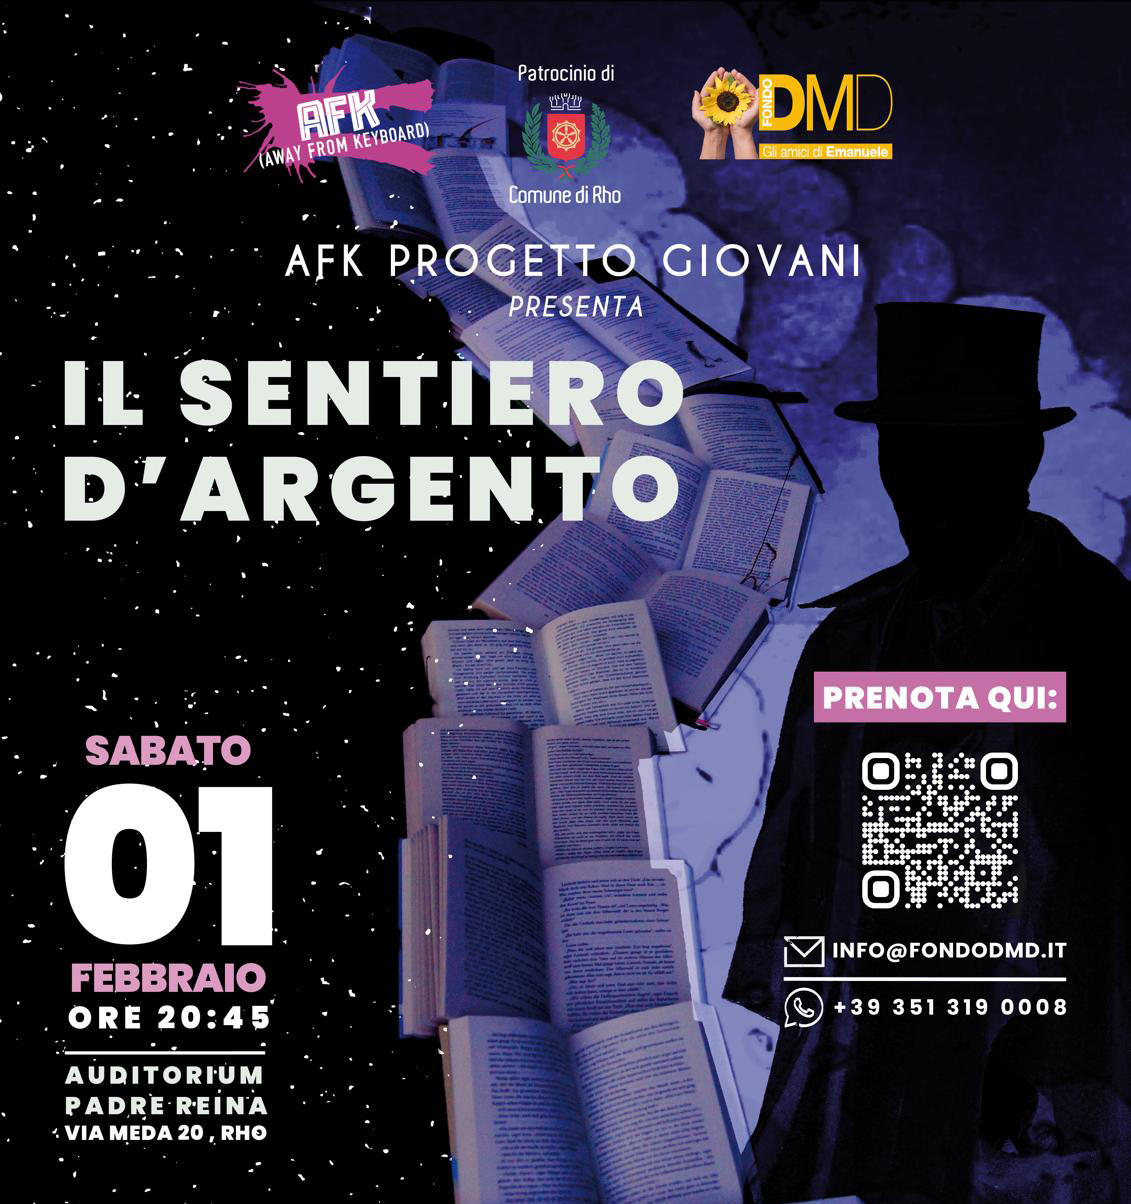 AFK
(AWAY FROM KEYBOARD)
Patrocinio di
Comune di Rho
FONDO DMD
Gli amici di Emanuele
AFK PROGETTO GIOVANI
PRESENTA
IL SENTIERO
D'ARGENTO
SABATO
01
FEBBRAIO
ORE 20:45
AUDITORIUM
PADRE REINA
VIA MEDA 20 , RHO
PRENOTA QUI:
INFO@FONDODMD.IT
+39 351 319 0008